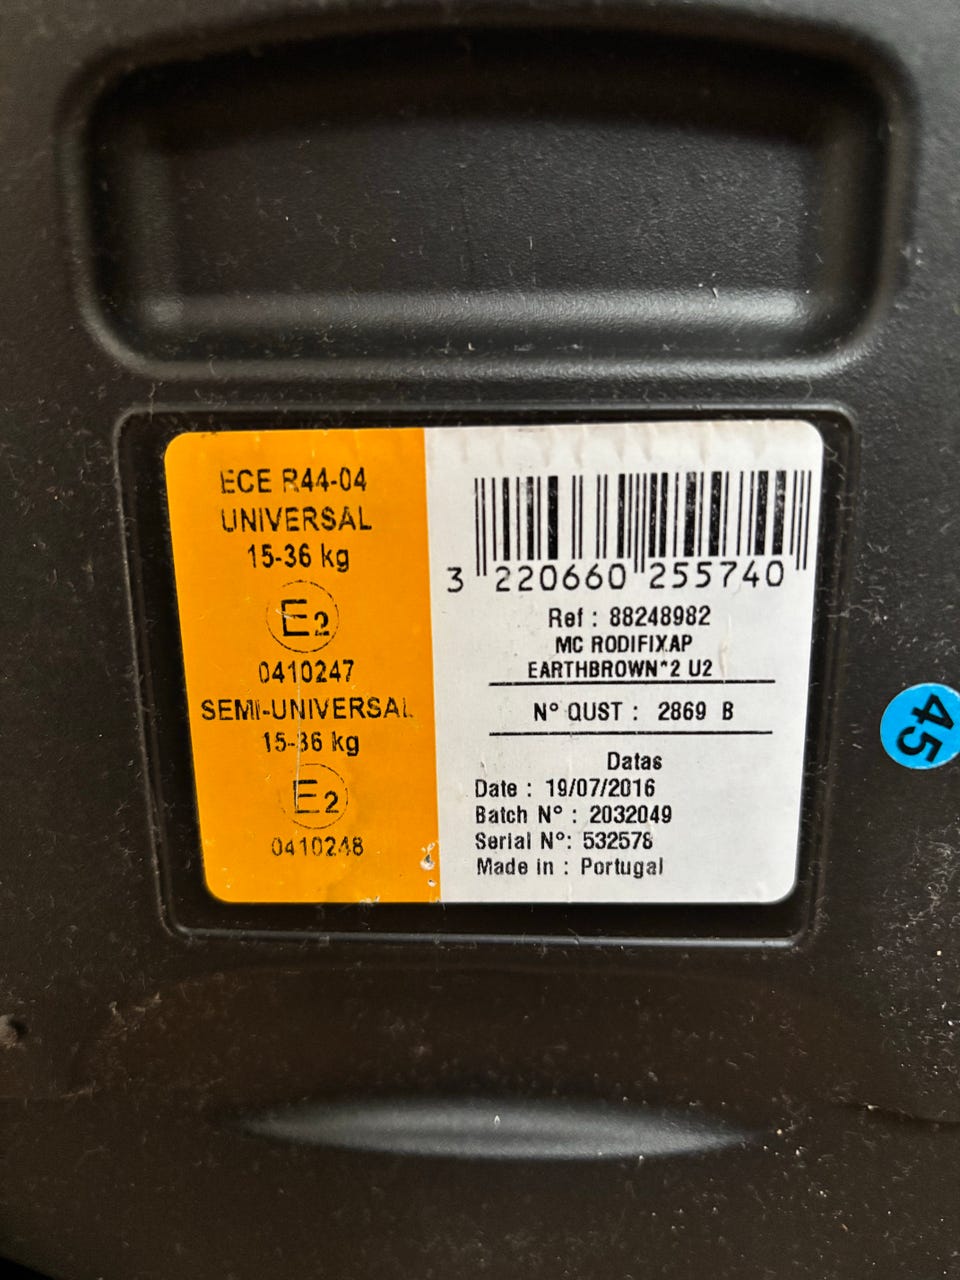 ECE R44-04
UNIVERSAL
15-36 kg
E2
0410247
SEMI-UNIVERSAL
15-36 kg
E2
0410248
3 220660 255740
Ref : 88248982
MC RODIFIXAP
EARTHBROWN*2 U2
N° QUST : 2869 B
Datas
Date : 19/07/2016
Batch N° : 2032049
Serial N°: 532578
Made in : Portugal
45